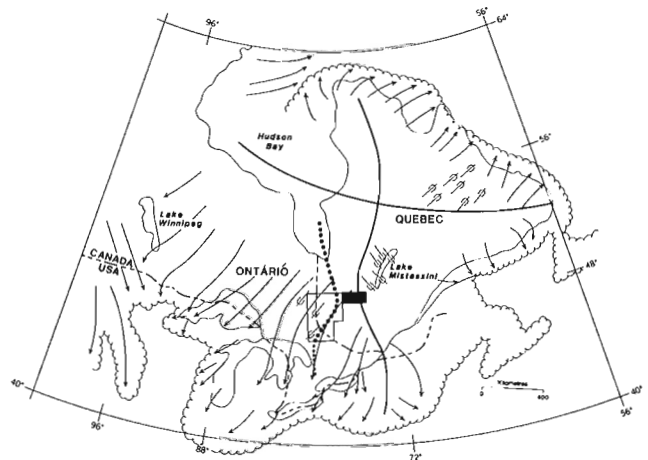 96°
56°
64°
Hudson
Bay
56°
Lake
Winnipeg
QUEBEC
CANADA
USA
ONTÁRIÓ
Lake
Mistassini
48°
40°
Kilometres
0
400
40°
96°
88°
72°
56°